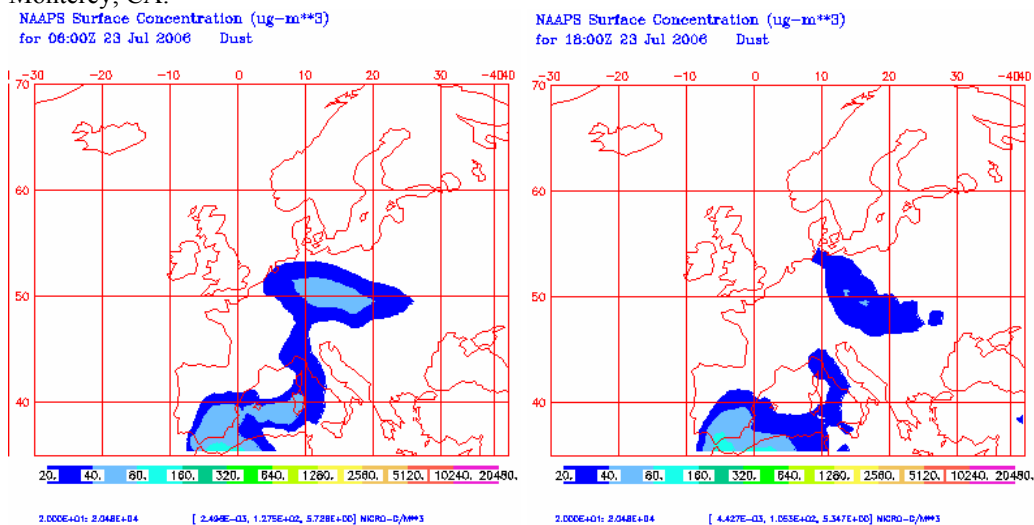 Monterey, CA.
NAAPS Surface Concentration (ug-m**3)
for 06:00Z 23 Jul 2006 Dust
-30 -20 -10 0 10 20 30 -4040
70
60
50
40
20. 40. 80. 160. 320. 640. 1280. 2560. 5120. 10240. 20480.
2.000E+01: 2.048E+04 [ 2.498E-03, 1.275E+02, 5.728E+00] MICRO-G/M**3
NAAPS Surface Concentration (ug-m**3)
for 18:00Z 23 Jul 2006 Dust
-30 -20 -10 0 10 20 30 -4040
70
60
50
40
20. 40. 80. 160. 320. 640. 1280. 2560. 5120. 10240. 20480.
2.000E+01: 2.048E+04 [ 4.427E-03, 1.053E+02, 5.347E+00] MICRO-G/M**3